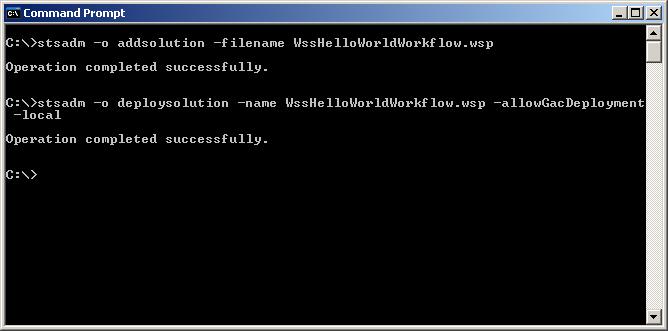 Command Prompt
C:\>stsadm -o addsolution -filename WssHelloWorldWorkflow.wsp
Operation completed successfully.
C:\>stsadm -o deploysolution -name WssHelloWorldWorkflow.wsp -allowGacDeployment
-local
Operation completed successfully.
C:\>